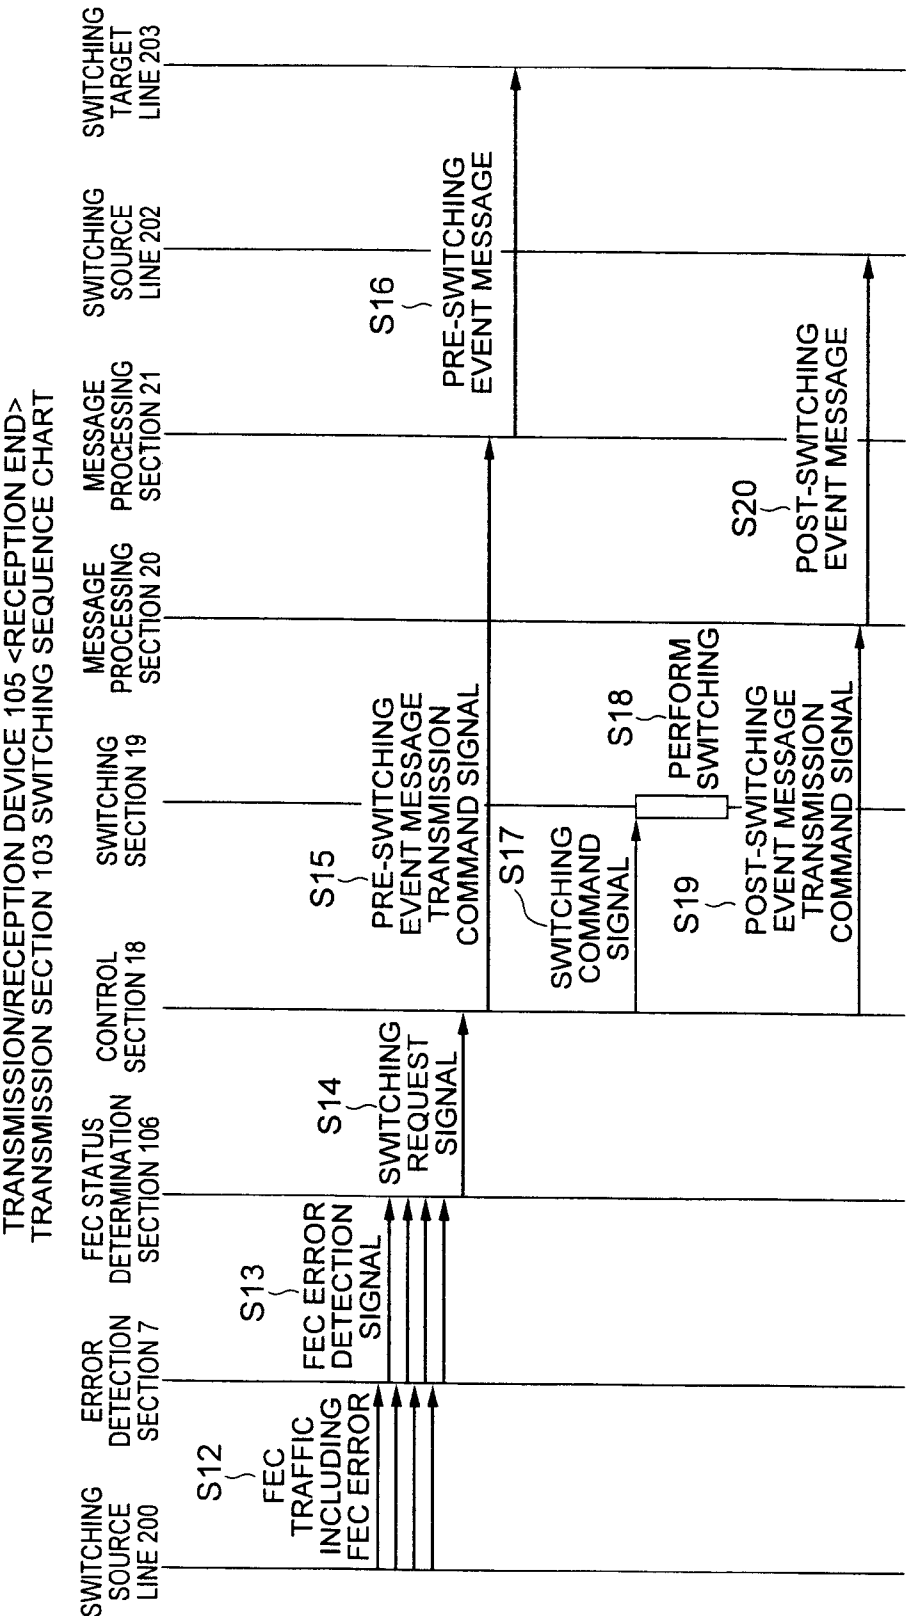 TRANSMISSION/RECEPTION DEVICE 105 <RECEPTION END>
TRANSMISSION SECTION 103 SWITCHING SEQUENCE CHART
SWITCHING
SOURCE
LINE 200
ERROR
DETECTION
SECTION 7
FEC STATUS
DETERMINATION
SECTION 106
CONTROL
SECTION 18
SWITCHING
SECTION 19
MESSAGE
PROCESSING
SECTION 20
MESSAGE
PROCESSING
SECTION 21
SWITCHING
SOURCE
LINE 202
SWITCHING
TARGET
LINE 203
S12
FEC
TRAFFIC
INCLUDING
FEC ERROR
S13
FEC ERROR
DETECTION
SIGNAL
S14
SWITCHING
REQUEST
SIGNAL
S15
PRE-SWITCHING
EVENT MESSAGE
TRANSMISSION
COMMAND SIGNAL
S16
PRE-SWITCHING
EVENT MESSAGE
S17
SWITCHING
COMMAND
SIGNAL
S18
PERFORM
SWITCHING
S19
POST-SWITCHING
EVENT MESSAGE
TRANSMISSION
COMMAND SIGNAL
S20
POST-SWITCHING
EVENT MESSAGE